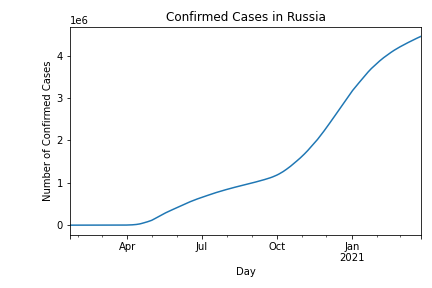 Confirmed Cases in Russia
1e6
4
3
2
1
0
Number of Confirmed Cases
Apr
Jul
Oct
Jan
2021
Day